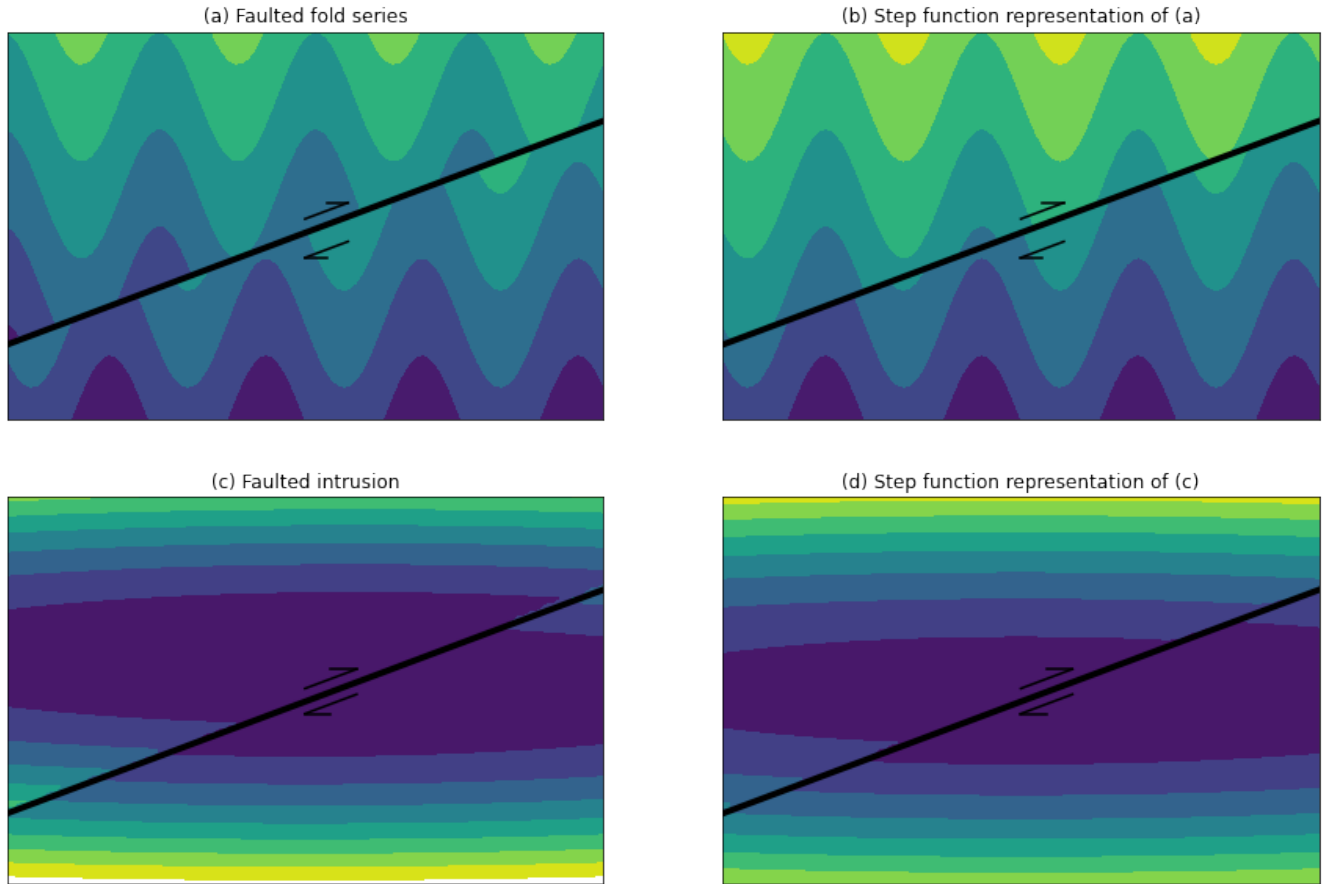 (a) Faulted fold series
(b) Step function representation of (a)
(c) Faulted intrusion
(d) Step function representation of (c)